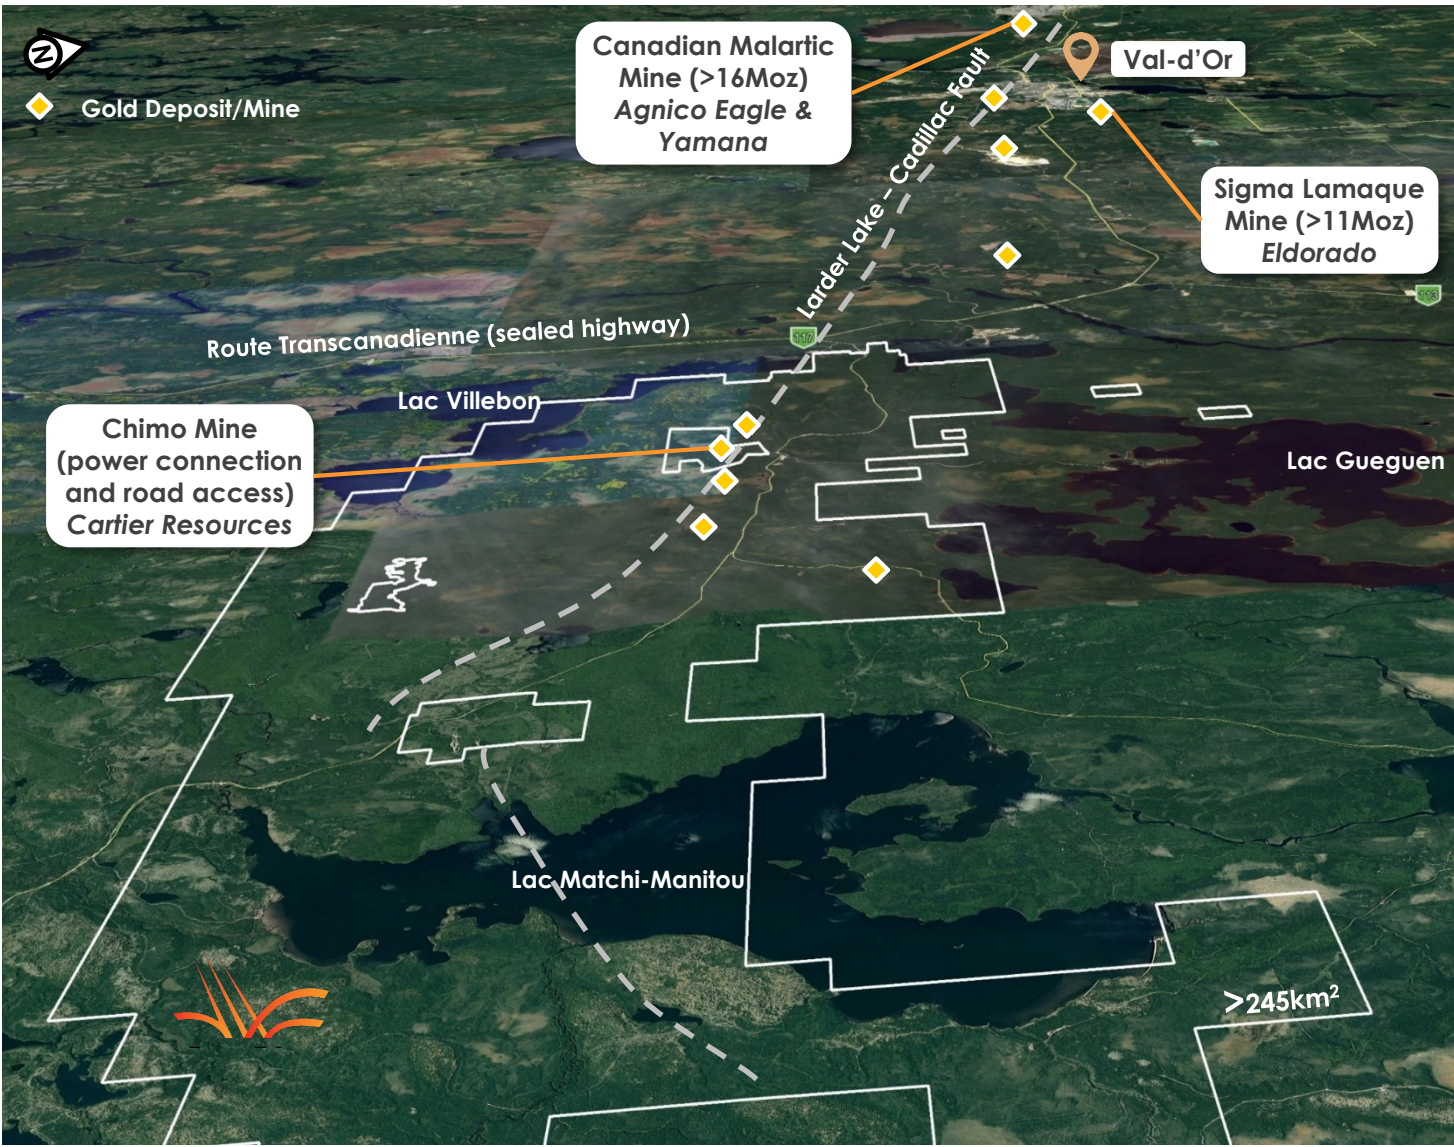 N
Gold Deposit/Mine
Canadian Malartic
Mine (>16Moz)
Agnico Eagle &
Yamana
Val-d’Or
Larder Lake – Cadillac Fault
Sigma Lamaque
Mine (>11Moz)
Eldorado
113
117
Route Transcanadienne (sealed highway)
Lac Villebon
Chimo Mine
(power connection
and road access)
Cartier Resources
Lac Gueguen
Lac Matchi-Manitou
>245km²